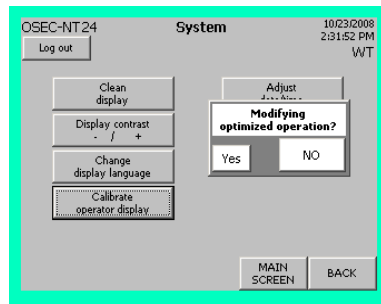 OSEC-NT24
System
10/23/2008
2:31:52 PM
Log out
WT
Clean
display
Adjust
Display contrast
- / +
Modifying
optimized operation?
Yes
NO
Change
display language
Calibrate
operator display
MAIN
SCREEN
BACK